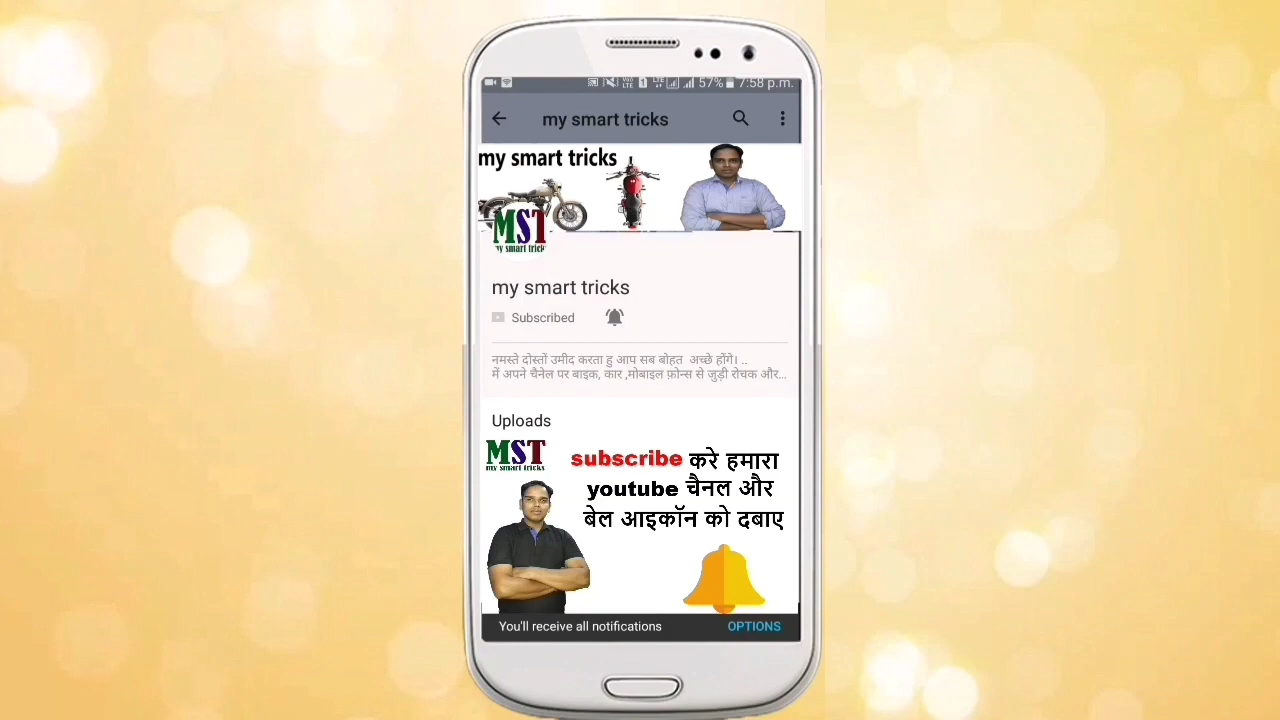 57% 7:58 p.m.
my smart tricks
my smart tricks
MST
my smart trick
my smart tricks
Subscribed
नमस्ते दोस्तों उमीद करता हु आप सब बोहत अच्छे होंगे। ..
में अपने चैनेल पर बाइक, कार ,मोबाइल फ़ोन्स से जुड़ी रोचक और...
Uploads
MST
my smart tricks
subscribe करे हमारा
youtube चैनल और
बेल आइकॉन को दबाए
You'll receive all notifications OPTIONS